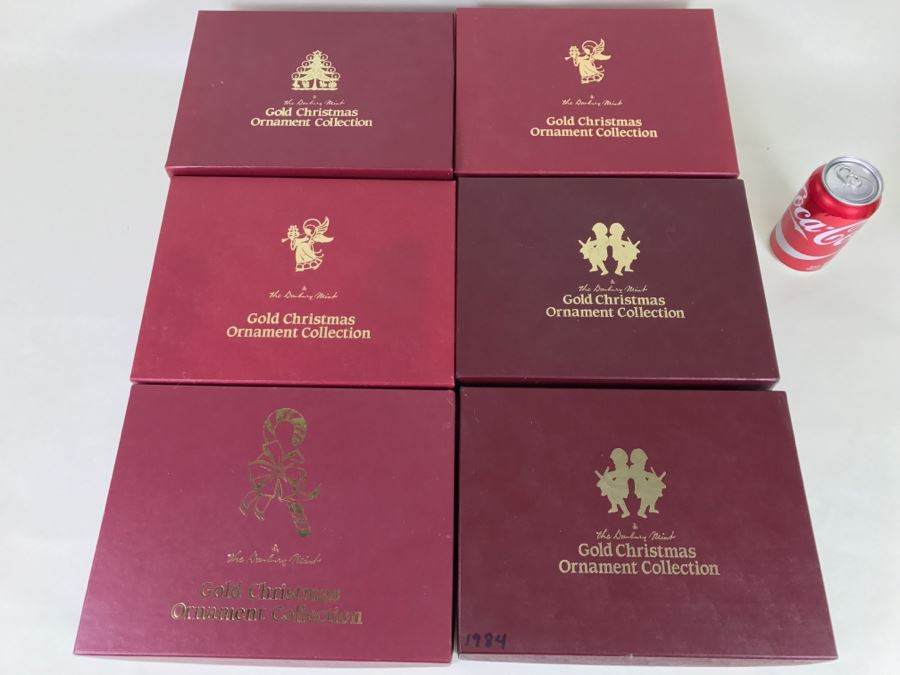 the Danbury Mint
Gold Christmas
Ornament Collection
the Danbury Mint
Gold Christmas
Ornament Collection
Coca-Cola
the Danbury Mint
Gold Christmas
Ornament Collection
the Danbury Mint
Gold Christmas
Ornament Collection
the Danbury Mint
Gold Christmas
Ornament Collection
the Danbury Mint
Gold Christmas
Ornament Collection
1984